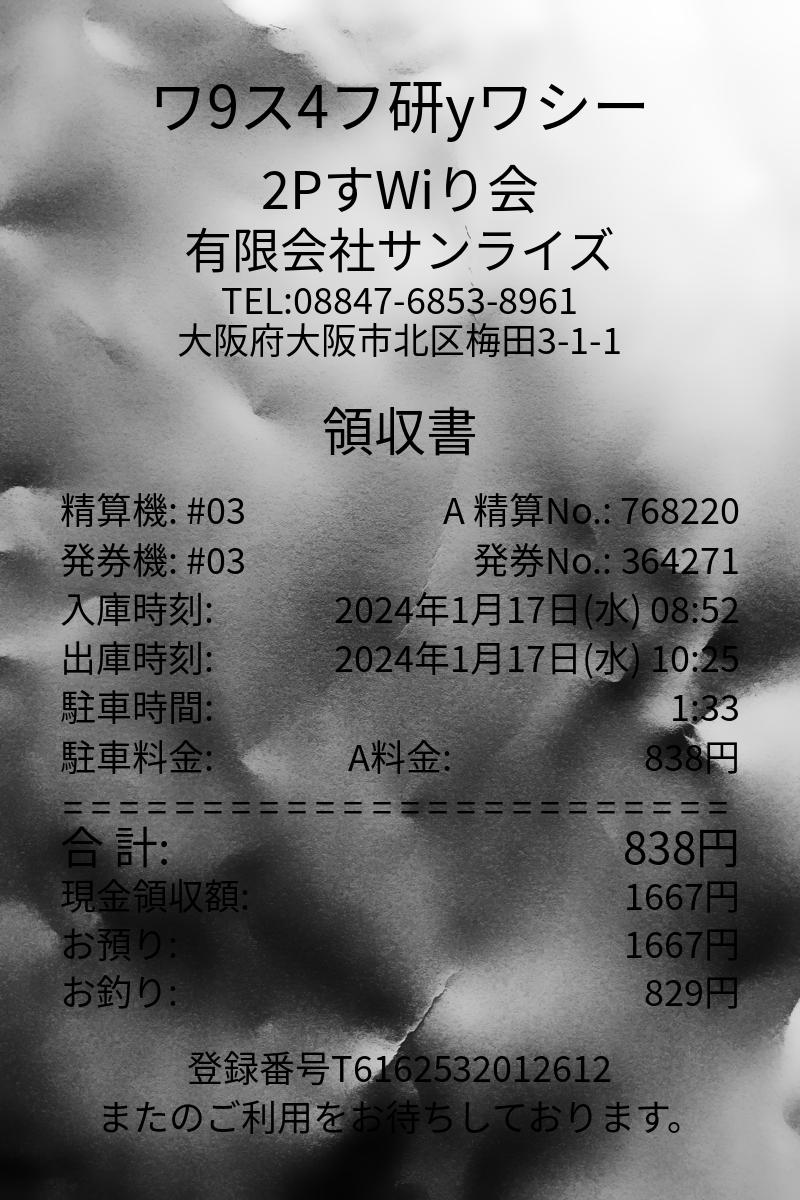 ワ9ス4フ研yワシー
2PすWiり会
有限会社サンライズ
TEL:08847-6853-8961
大阪府大阪市北区梅田3-1-1
領収書
精算機: #03 A 精算No.: 768220
発券機: #03 発券No.: 364271
入庫時刻: 2024年1月17日(水) 08:52
出庫時刻: 2024年1月17日(水) 10:25
駐車時間: 1:33
駐車料金: A料金: 838円
========================
合 計: 838円
現金領収額: 1667円
お預り: 1667円
お釣り: 829円
登録番号T6162532012612
またのご利用をお待ちしております。